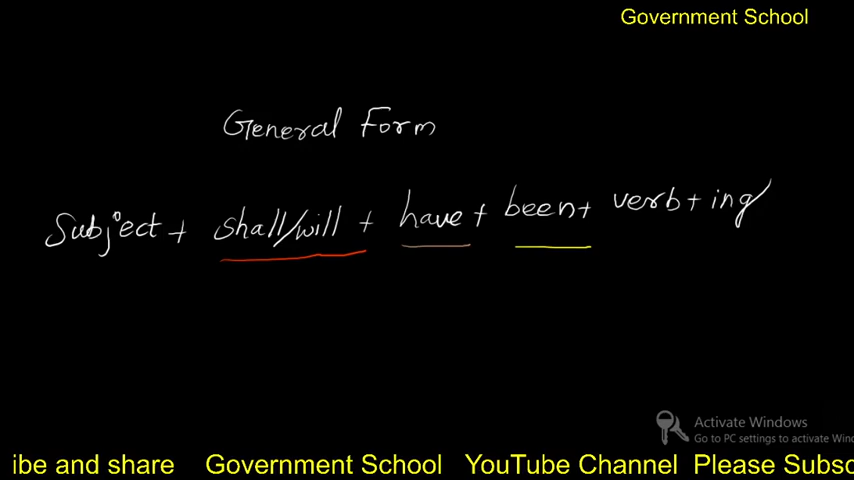 Government School
General Form
Subject + shall/will + have + been + verb + ing
Activate Windows
Go to PC settings to activate Win
ibe and share Government School YouTube Channel Please Subsc